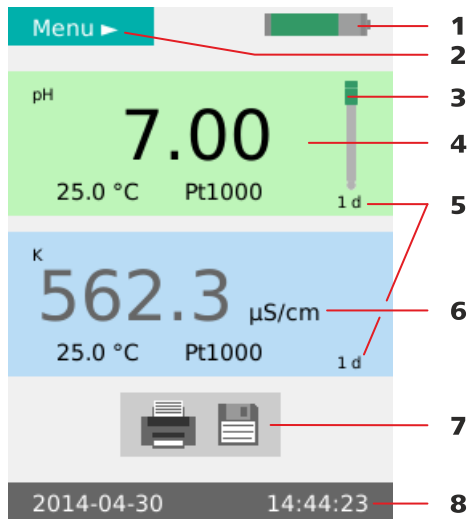 Menu ►
1
2
pH
3
7.00
4
25.0 °C Pt1000
1 d
5
K
562.3 µS/cm
6
25.0 °C Pt1000
1 d
7
2014-04-30 14:44:23
8